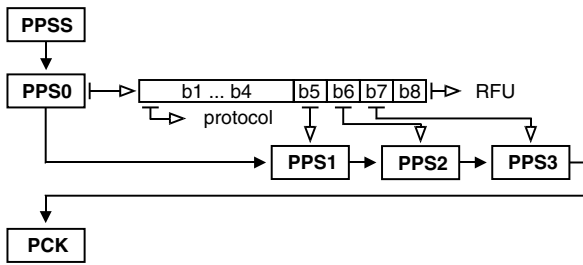 PPSS
PPS0 b1 ... b4 b5 b6 b7 b8 RFU
protocol
PPS1 PPS2 PPS3
PCK